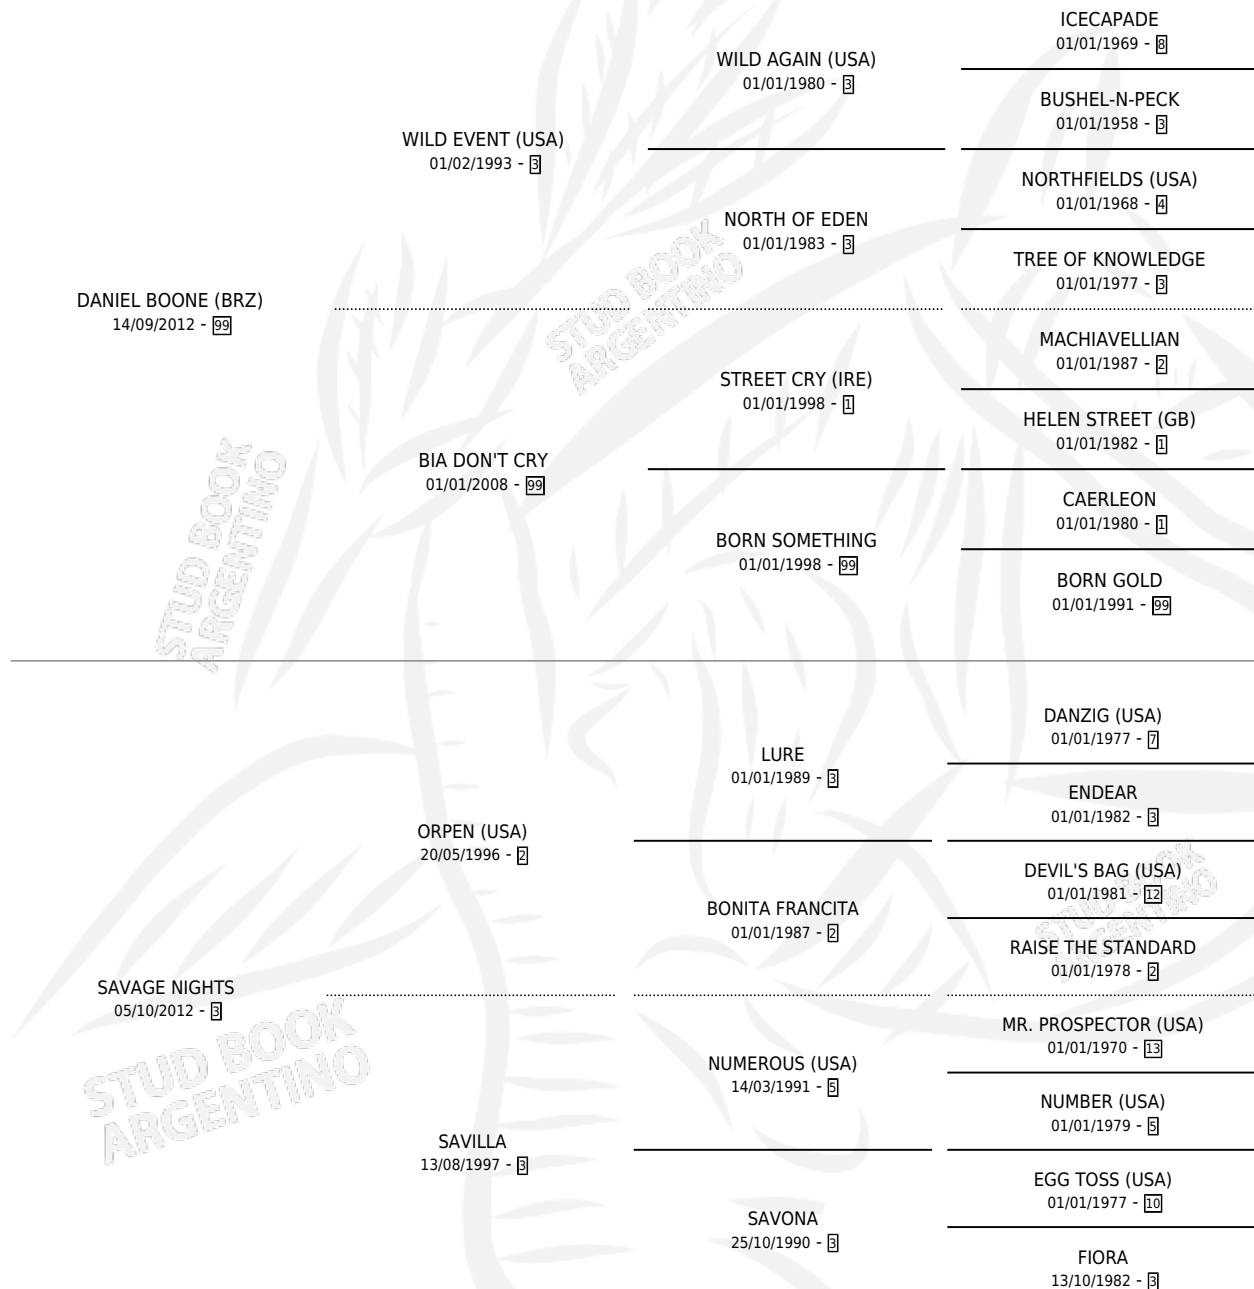 ICECAPADE
01/01/1969 - 8
WILD AGAIN (USA)
01/01/1980 - 3
BUSHEL-N-PECK
01/01/1958 - 3
WILD EVENT (USA)
01/02/1993 - 3
NORTHFIELDS (USA)
01/01/1968 - 4
NORTH OF EDEN
01/01/1983 - 3
TREE OF KNOWLEDGE
01/01/1977 - 3
DANIEL BOONE (BRZ)
14/09/2012 - 99
MACHIAVELLIAN
01/01/1987 - 2
STREET CRY (IRE)
01/01/1998 - 1
HELEN STREET (GB)
01/01/1982 - 1
BIA DON'T CRY
01/01/2008 - 99
CAERLEON
01/01/1980 - 1
BORN SOMETHING
01/01/1998 - 99
BORN GOLD
01/01/1991 - 99
DANZIG (USA)
01/01/1977 - 7
LURE
01/01/1989 - 3
ENDEAR
01/01/1982 - 3
ORPEN (USA)
20/05/1996 - 2
DEVIL'S BAG (USA)
01/01/1981 - 12
BONITA FRANCITA
01/01/1987 - 2
RAISE THE STANDARD
01/01/1978 - 2
SAVAGE NIGHTS
05/10/2012 - 3
MR. PROSPECTOR (USA)
01/01/1970 - 13
NUMEROUS (USA)
14/03/1991 - 5
NUMBER (USA)
01/01/1979 - 5
SAVILLA
13/08/1997 - 3
EGG TOSS (USA)
01/01/1977 - 10
SAVONA
25/10/1990 - 3
FIORA
13/10/1982 - 3
STUD BOOK
ARGENTINO
STUD BOOK
ARGENTINO
STUD BOOK
ARGENTINO
STUD BOOK
ARGENTINO